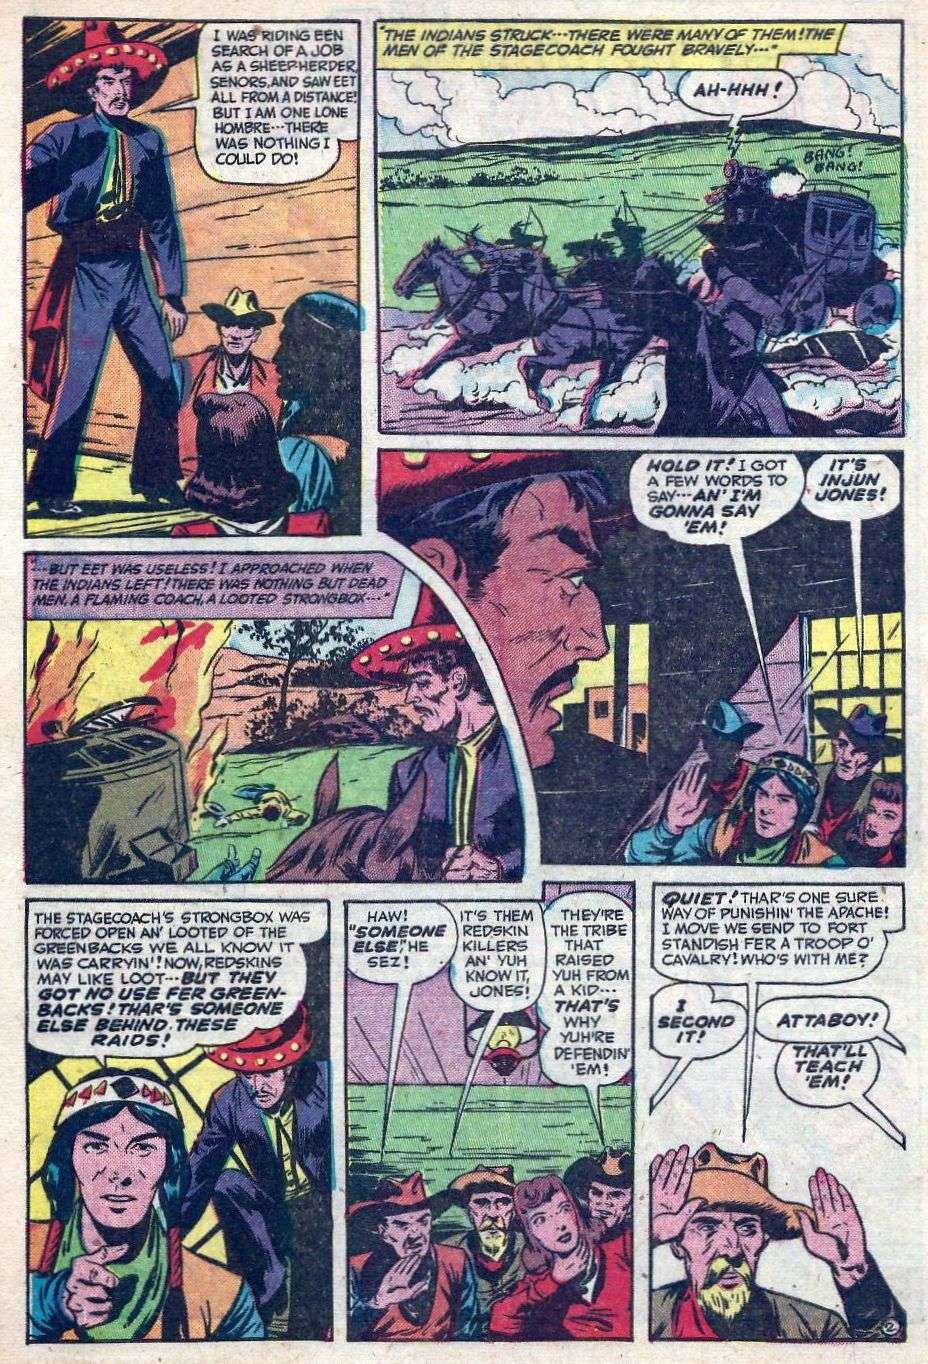 I WAS RIDING EEN
SEARCH OF A JOB
AS A SHEEP-HERDER,
SENORS, AND SAW EET
ALL FROM A DISTANCE!
BUT I AM ONE LONE
HOMBRE---THERE
WAS NOTHING I
COULD DO!
"THE INDIANS STRUCK---THERE WERE MANY OF THEM! THE
MEN OF THE STAGECOACH FOUGHT BRAVELY---"
AH-HHH!
BANG!
BANG!
"---BUT EET WAS USELESS! I APPROACHED WHEN
THE INDIANS LEFT! THERE WAS NOTHING BUT DEAD
MEN, A FLAMING COACH, A LOOTED STRONGBOX---"
HOLD IT! I GOT
A FEW WORDS TO
SAY---AN' I'M
GONNA SAY
'EM!
IT'S
INJUN
JONES!
THE STAGECOACH'S STRONGBOX WAS
FORCED OPEN AN' LOOTED OF THE
GREENBACKS WE ALL KNOW IT
WAS CARRYIN'! NOW, REDSKINS
MAY LIKE LOOT---BUT THEY
GOT NO USE FER GREEN-
BACKS! THAR'S SOMEONE
ELSE BEHIND THESE
RAIDS!
HAW!
"SOMEONE
ELSE," HE
SEZ!
IT'S THEM
REDSKIN
KILLERS
AN' YUH
KNOW IT,
JONES!
THEY'RE
THE TRIBE
THAT
RAISED
YUH FROM
A KID---
THAT'S
WHY
YUH'RE
DEFENDIN'
'EM!
QUIET! THAR'S ONE SURE
WAY OF PUNISHIN' THE APACHE!
I MOVE WE SEND TO FORT
STANDISH FER A TROOP O'
CAVALRY! WHO'S WITH ME?
I
SECOND
IT!
ATTABOY!
THAT'LL
TEACH
'EM!
2